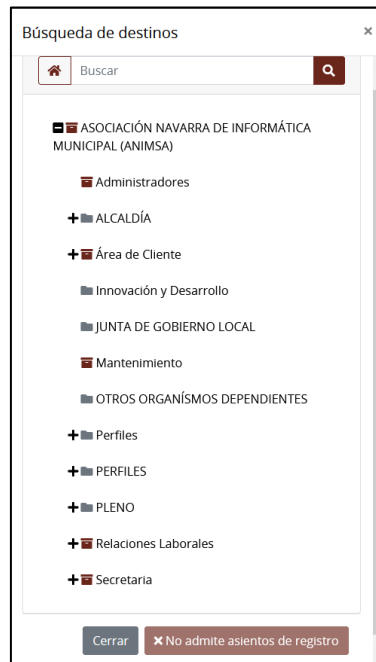 Búsqueda de destinos ×
Buscar
ASOCIACIÓN NAVARRA DE INFORMÁTICA
MUNICIPAL (ANIMSA)
Administradores
ALCALDÍA
Área de Cliente
Innovación y Desarrollo
JUNTA DE GOBIERNO LOCAL
Mantenimiento
OTROS ORGANÍSMOS DEPENDIENTES
Perfiles
PERFILES
PLENO
Relaciones Laborales
Secretaria
Cerrar × No admite asientos de registro